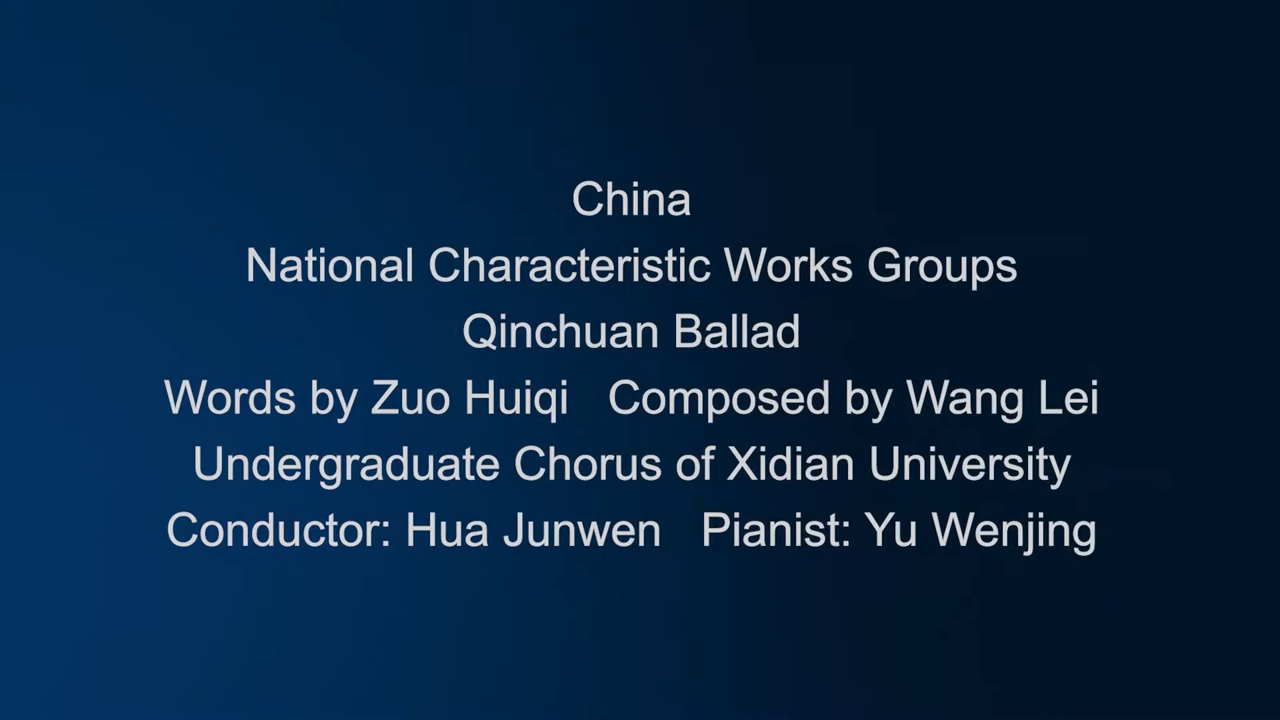 China
National Characteristic Works Groups
Qinchuan Ballad
Words by Zuo Huiqi Composed by Wang Lei
Undergraduate Chorus of Xidian University
Conductor: Hua Junwen Pianist: Yu Wenjing